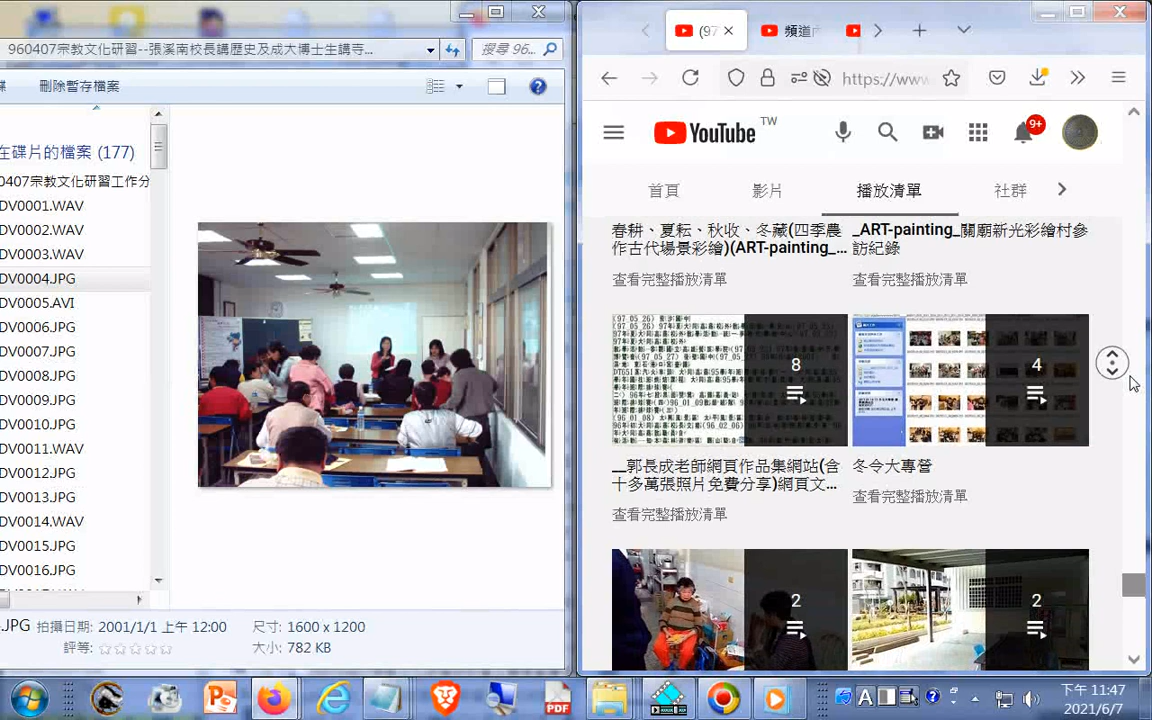 960407宗教文化研習--張溪南校長講歷史及成大博士生講寺...
搜尋 96...
刪除暫存檔案
在碟片的檔案 (177)
0407宗教文化研習工作分
DV0001.WAV
DV0002.WAV
DV0003.WAV
DV0004.JPG
DV0005.AVI
DV0006.JPG
DV0007.JPG
DV0008.JPG
DV0009.JPG
DV0010.JPG
DV0011.WAV
DV0012.JPG
DV0013.JPG
DV0014.WAV
DV0015.JPG
DV0016.JPG
.JPG 拍攝日期: 2001/1/1 上午 12:00
尺寸: 1600 x 1200
評等:
大小: 782 KB
(97
頻道
https://www
YouTube TW
9+
首頁
影片
播放清單
社群
春耕、夏耘、秋收、冬藏(四季農
作古代場景彩繪)(ART-painting_...
查看完整播放清單
_ART-painting_關廟新光彩繪村參
訪紀錄
查看完整播放清單
8
4
__郭長成老師網頁作品集網站(含
十多萬張照片免費分享)網頁文...
查看完整播放清單
冬令大專營
查看完整播放清單
2
2
PDF
A
下午 11:47
2021/6/7